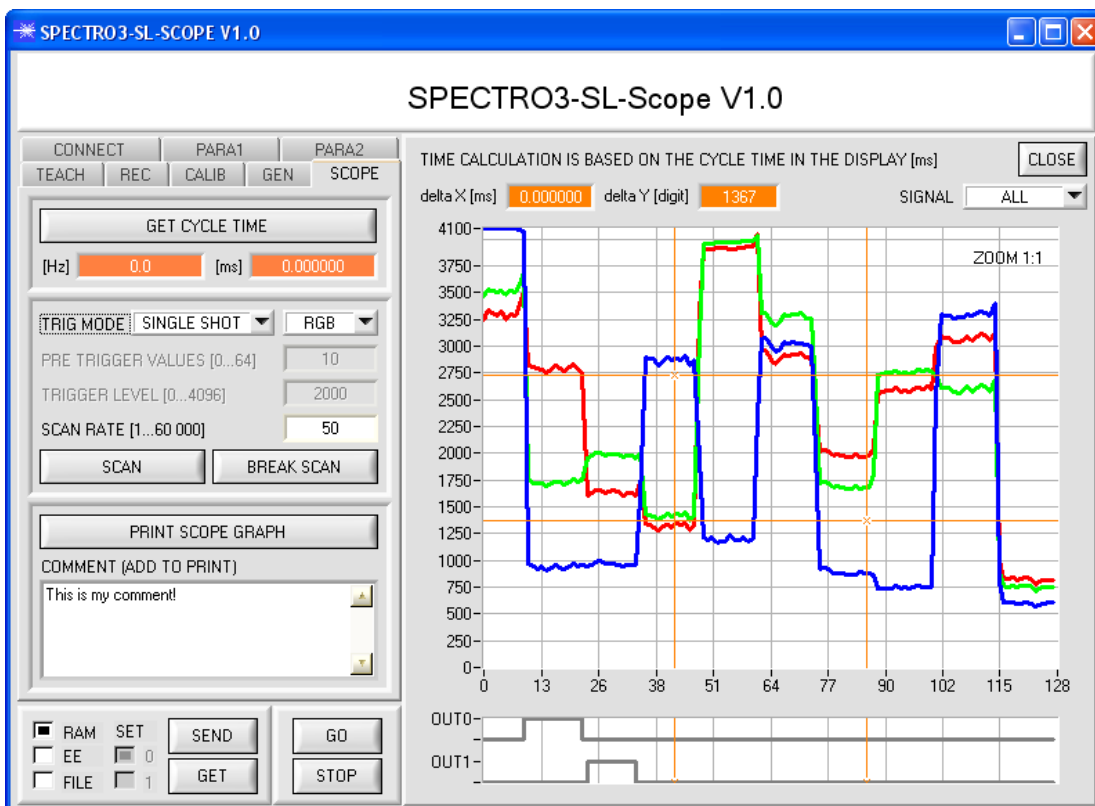 SPECTRO3-SL-SCOPE V1.0
SPECTRO3-SL-Scope V1.0
CONNECT PARA1 PARA2
TEACH REC CALIB GEN SCOPE
GET CYCLE TIME
[Hz] 0.0 [ms] 0.000000
TRIG MODE SINGLE SHOT RGB
PRE TRIGGER VALUES [0...64] 10
TRIGGER LEVEL [0...4096] 2000
SCAN RATE [1...60 000] 50
SCAN BREAK SCAN
PRINT SCOPE GRAPH
COMMENT (ADD TO PRINT)
This is my comment!
RAM SET SEND GO
EE 0
FILE 1 GET STOP
TIME CALCULATION IS BASED ON THE CYCLE TIME IN THE DISPLAY [ms] CLOSE
delta X [ms] 0.000000 delta Y [digit] 1367 SIGNAL ALL
ZOOM 1:1
4100
3750
3500
3250
3000
2750
2500
2250
2000
1750
1500
1250
1000
750
500
250
0
0 13 26 38 51 64 77 90 102 115 128
OUT0
OUT1